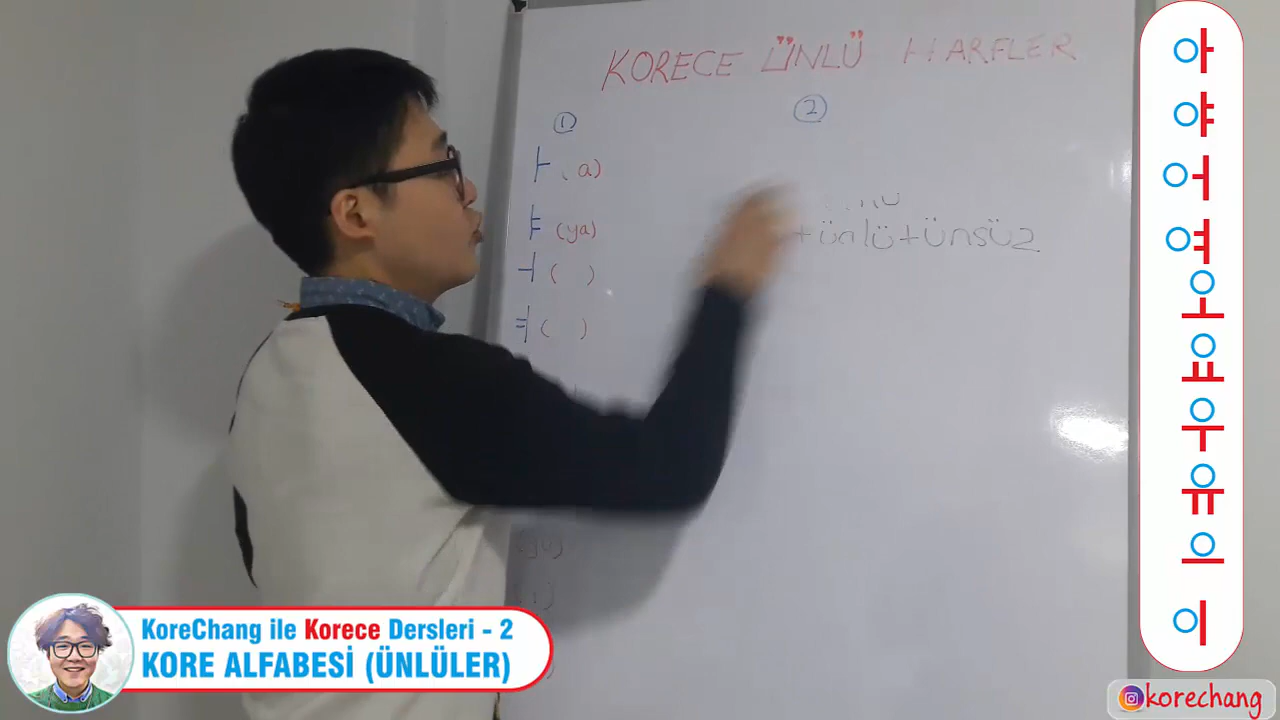 KORECE ÜNLÜ HARFLER
①
②
ㅏ (a)
ㅑ (ya)
ㅓ ( )
ㅕ ( )
+ünlü+ünsüz
아
야
어
여
오
요
우
유
으
이
KoreChang ile Korece Dersleri - 2
KORE ALFABESİ (ÜNLÜLER)
@korechang